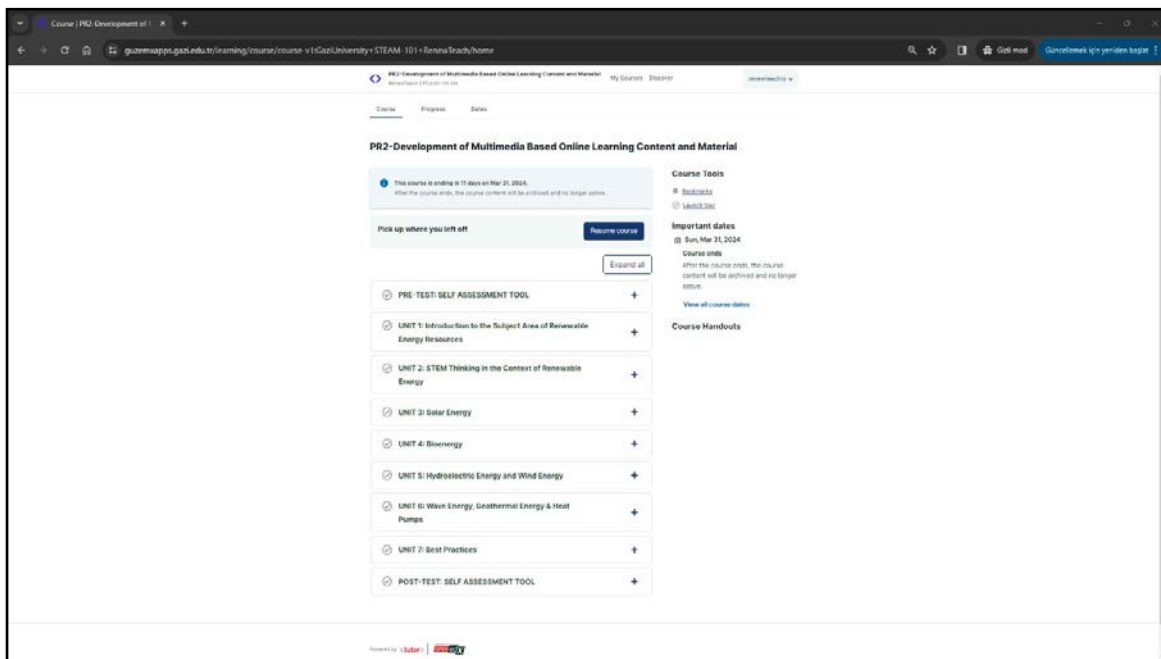 Course | PR2-Development of
guzemxapps.gazi.edu.tr/learning/course/course-v1:GaziUniversity+STEAM-101+RenewTeach/home
Gizli mod
Güncellemek için yeniden başlat
PR2-Development of Multimedia Based Online Learning Content and Material
My Courses Discover
Course Progress Dates
PR2-Development of Multimedia Based Online Learning Content and Material
This course is ending in 11 days on Mar 31, 2024.
After the course ends, the course content will be archived and no longer active.
Pick up where you left off
Resume course
Expand all
PRE-TEST: SELF ASSESSMENT TOOL
UNIT 1: Introduction to the Subject Area of Renewable
Energy Resources
UNIT 2: STEM Thinking in the Context of Renewable
Energy
UNIT 3: Solar Energy
UNIT 4: Bioenergy
UNIT 5: Hydroelectric Energy and Wind Energy
UNIT 6: Wave Energy, Geothermal Energy & Heat
Pumps
UNIT 7: Best Practices
POST-TEST: SELF ASSESSMENT TOOL
Course Tools
Bookmarks
Launch tour
Important dates
Sun, Mar 31, 2024
Course ends
After the course ends, the course
content will be archived and no longer
active.
View all course dates
Course Handouts
Powered by tutor